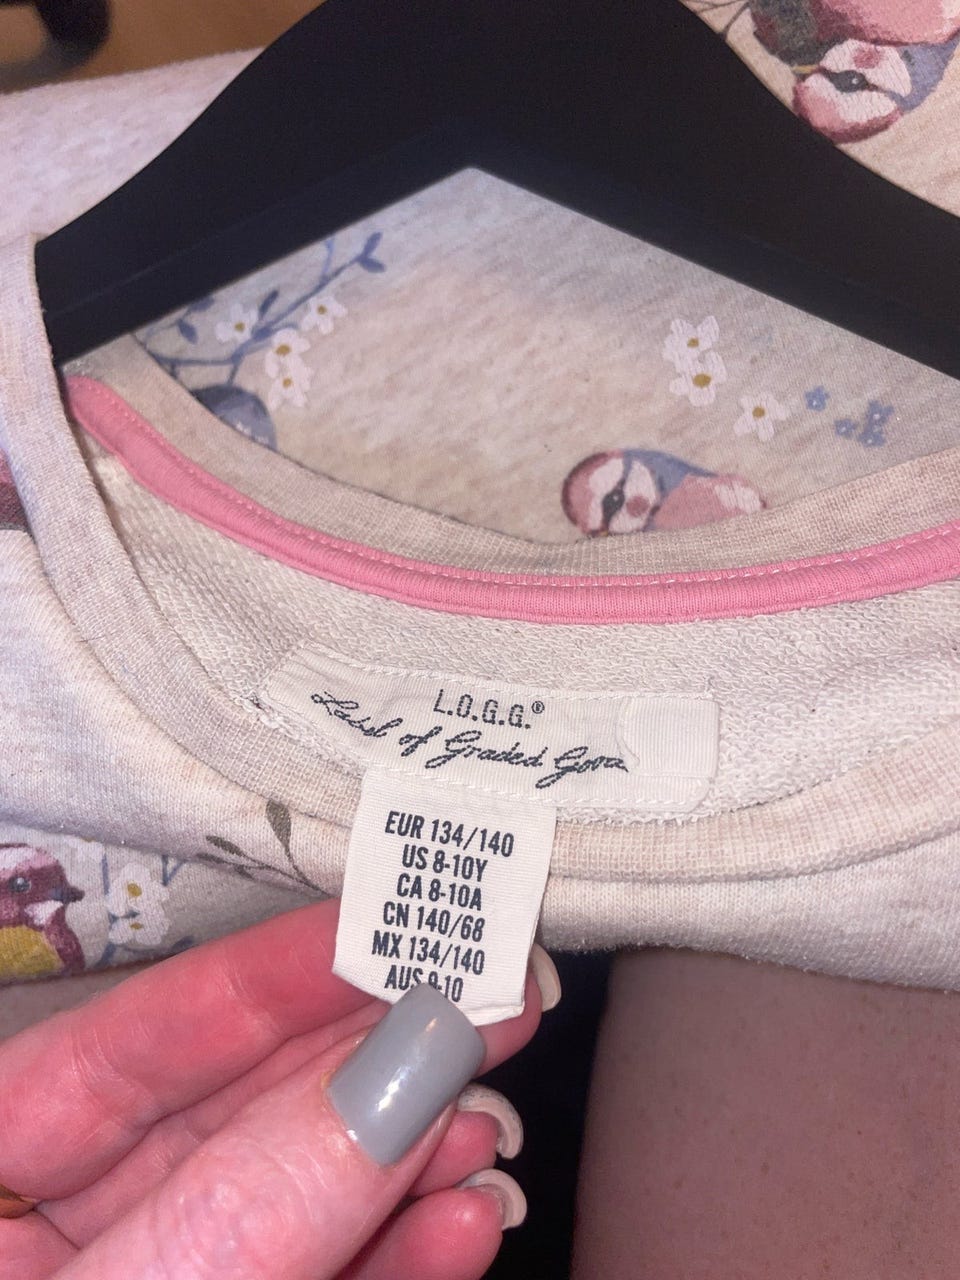 L.O.G.G.®
Label of Graded Goods
EUR 134/140
US 8-10Y
CA 8-10A
CN 140/68
MX 134/140
AUS 9-10